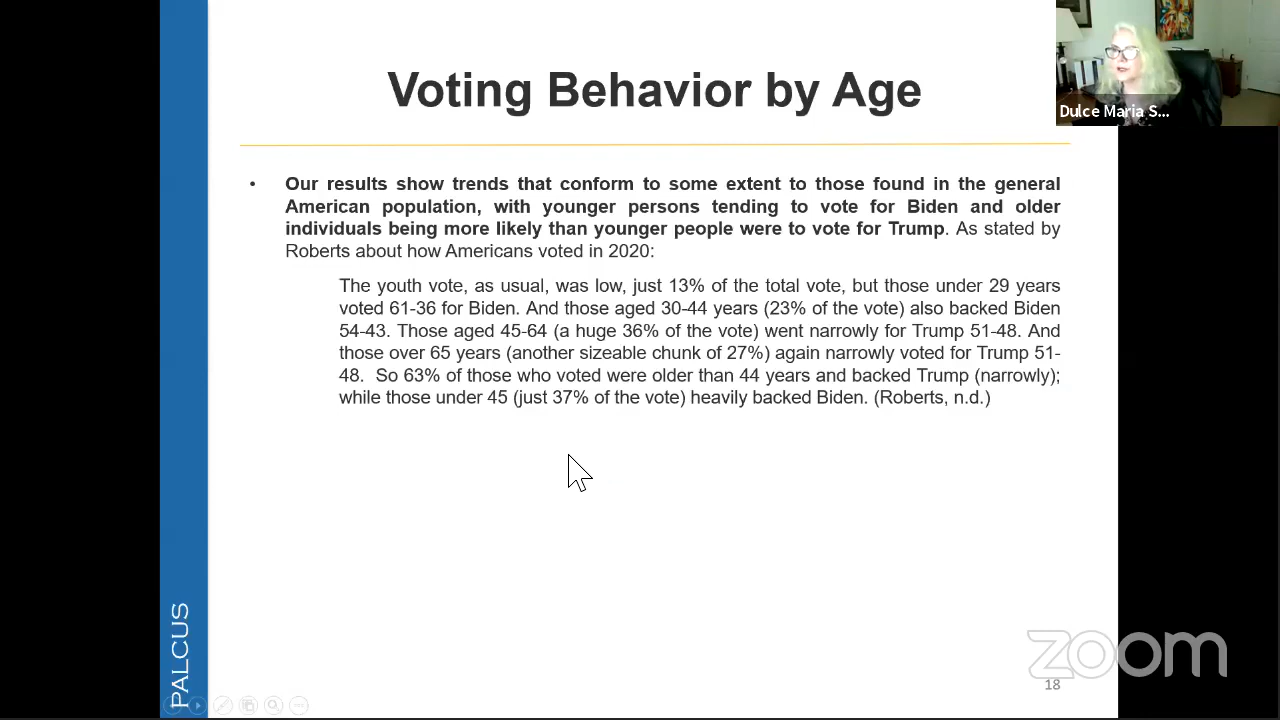 Voting Behavior by Age
Dulce Maria S...
• Our results show trends that conform to some extent to those found in the general
American population, with younger persons tending to vote for Biden and older
individuals being more likely than younger people were to vote for Trump. As stated by
Roberts about how Americans voted in 2020:
The youth vote, as usual, was low, just 13% of the total vote, but those under 29 years
voted 61-36 for Biden. And those aged 30-44 years (23% of the vote) also backed Biden
54-43. Those aged 45-64 (a huge 36% of the vote) went narrowly for Trump 51-48. And
those over 65 years (another sizeable chunk of 27%) again narrowly voted for Trump 51-
48. So 63% of those who voted were older than 44 years and backed Trump (narrowly);
while those under 45 (just 37% of the vote) heavily backed Biden. (Roberts, n.d.)
PALCUS
zoom
18